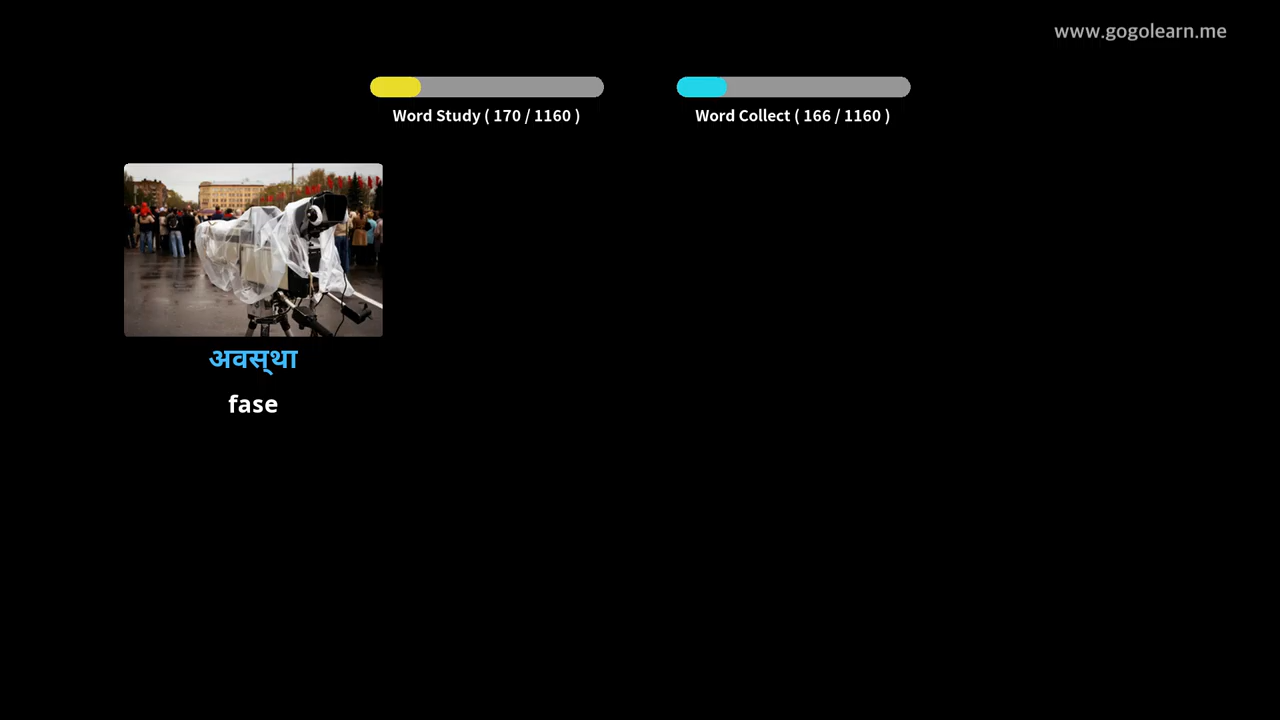 www.gogolearn.me
Word Study ( 170 / 1160 )
Word Collect ( 166 / 1160 )
अवस्था
fase